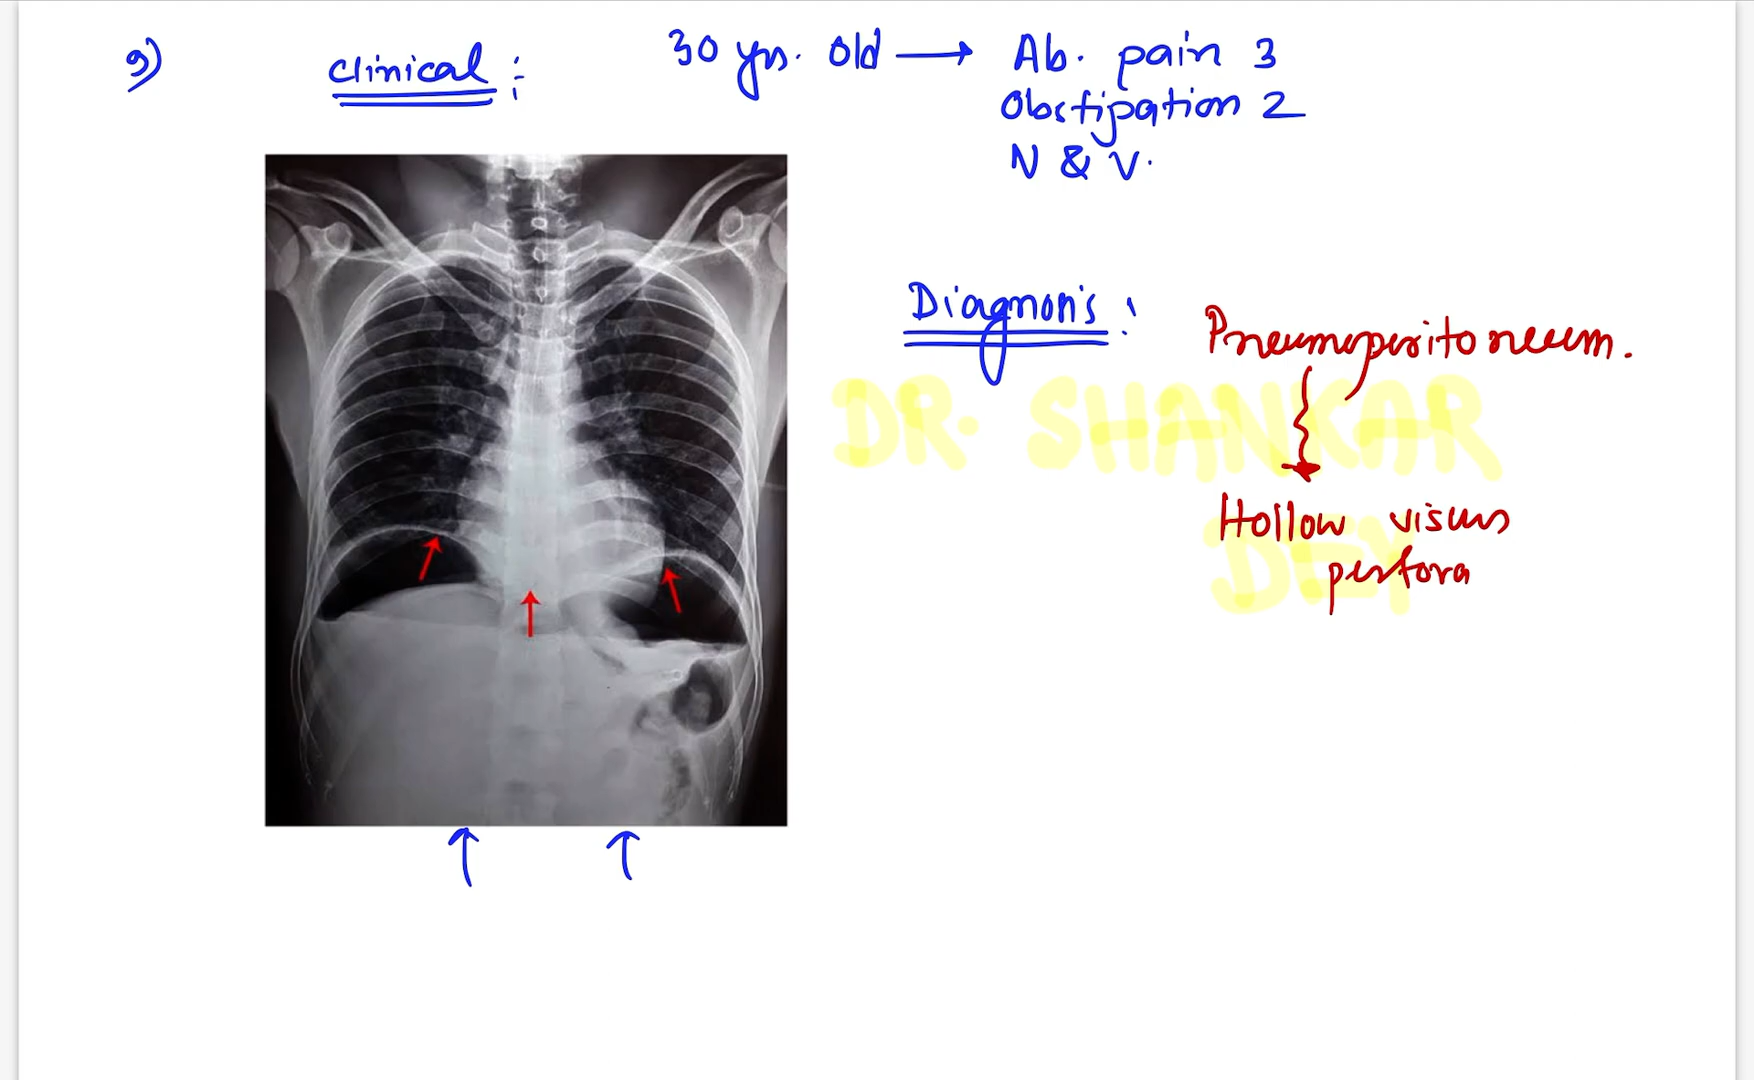 9)
Clinical :
30 yrs. Old → Ab. pain 3
Obstipation 2
N & V.
Diagnosis :
Pneumoperitoneum.
DR. SHANKAR
DEY
Hollow viscus
perfora